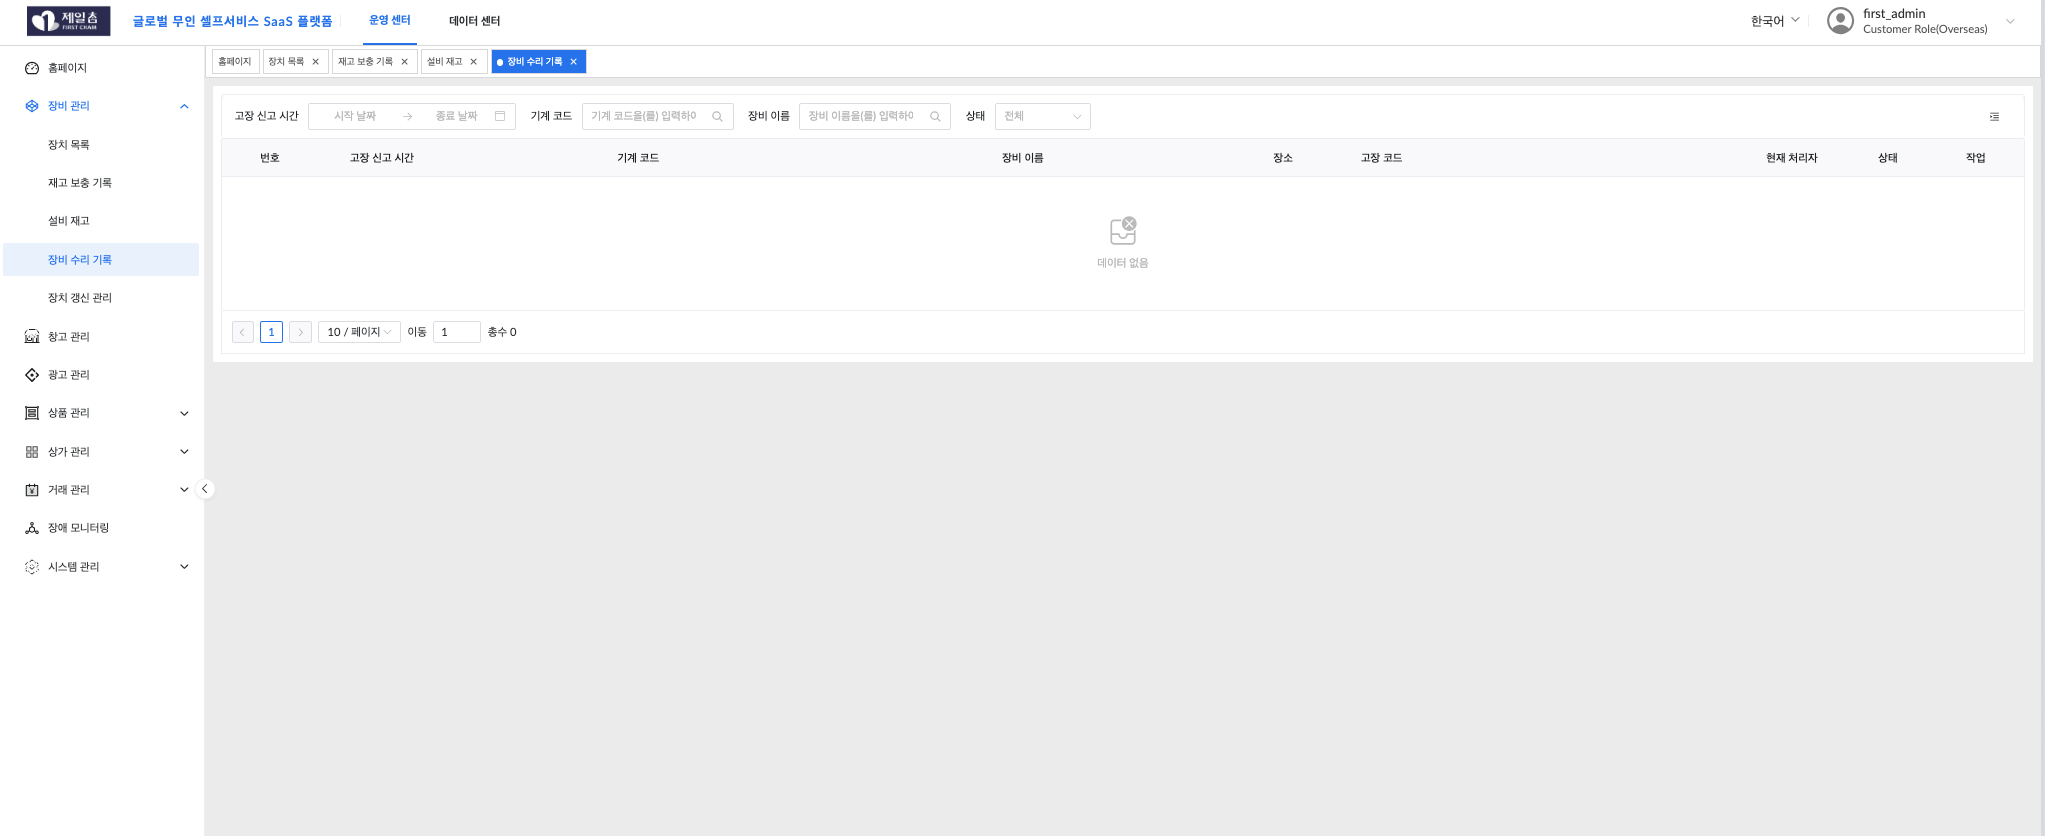 제일참
FIRST CHAM
글로벌 무인 셀프서비스 SaaS 플랫폼
운영 센터
데이터 센터
한국어
first_admin
Customer Role(Overseas)
홈페이지
장치 목록
재고 보충 기록
설비 재고
장비 수리 기록
홈페이지
장비 관리
장치 목록
재고 보충 기록
설비 재고
장비 수리 기록
장치 갱신 관리
창고 관리
광고 관리
상품 관리
상가 관리
거래 관리
장애 모니터링
시스템 관리
고장 신고 시간
시작 날짜
종료 날짜
기계 코드
기계 코드을(를) 입력하
장비 이름
장비 이름을(를) 입력하
상태
전체
번호
고장 신고 시간
기계 코드
장비 이름
장소
고장 코드
현재 처리자
상태
작업
데이터 없음
1
10 / 페이지
이동
1
총수 0